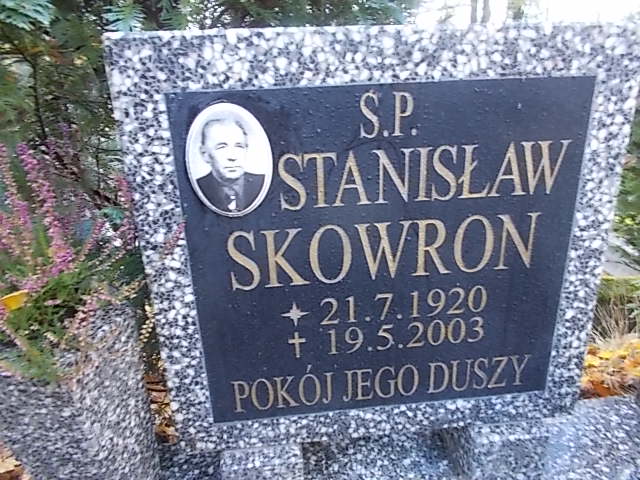 Ś.P.
STANISŁAW
SKOWRON
21.7.1920
19.5.2003
POKÓJ JEGO DUSZY